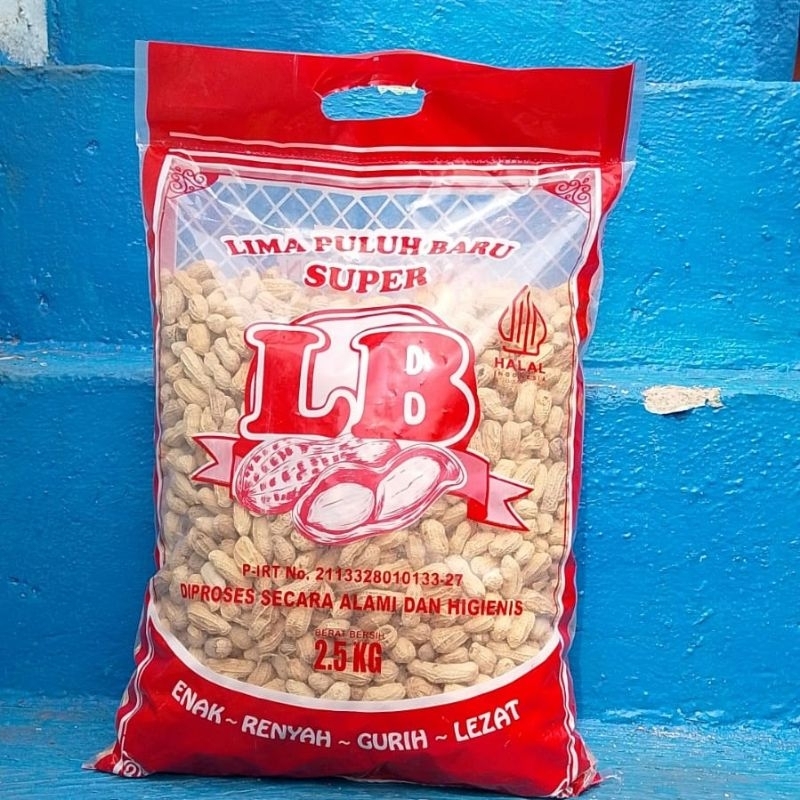 LIMA PULUH BARU
SUPER
LB
HALAL
INDONESIA
P-IRT No. 2113328010133-27
DIPROSES SECARA ALAMI DAN HIGIENIS
BERAT BERSIH
2.5 KG
ENAK ~ RENYAH ~ GURIH ~ LEZAT